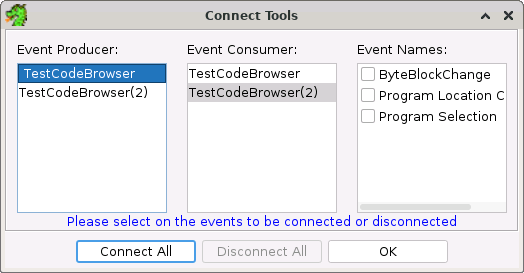 Connect Tools
Event Producer:
Event Consumer:
Event Names:
TestCodeBrowser
TestCodeBrowser(2)
TestCodeBrowser
TestCodeBrowser(2)
ByteBlockChange
Program Location C
Program Selection
Please select on the events to be connected or disconnected
Connect All
Disconnect All
OK